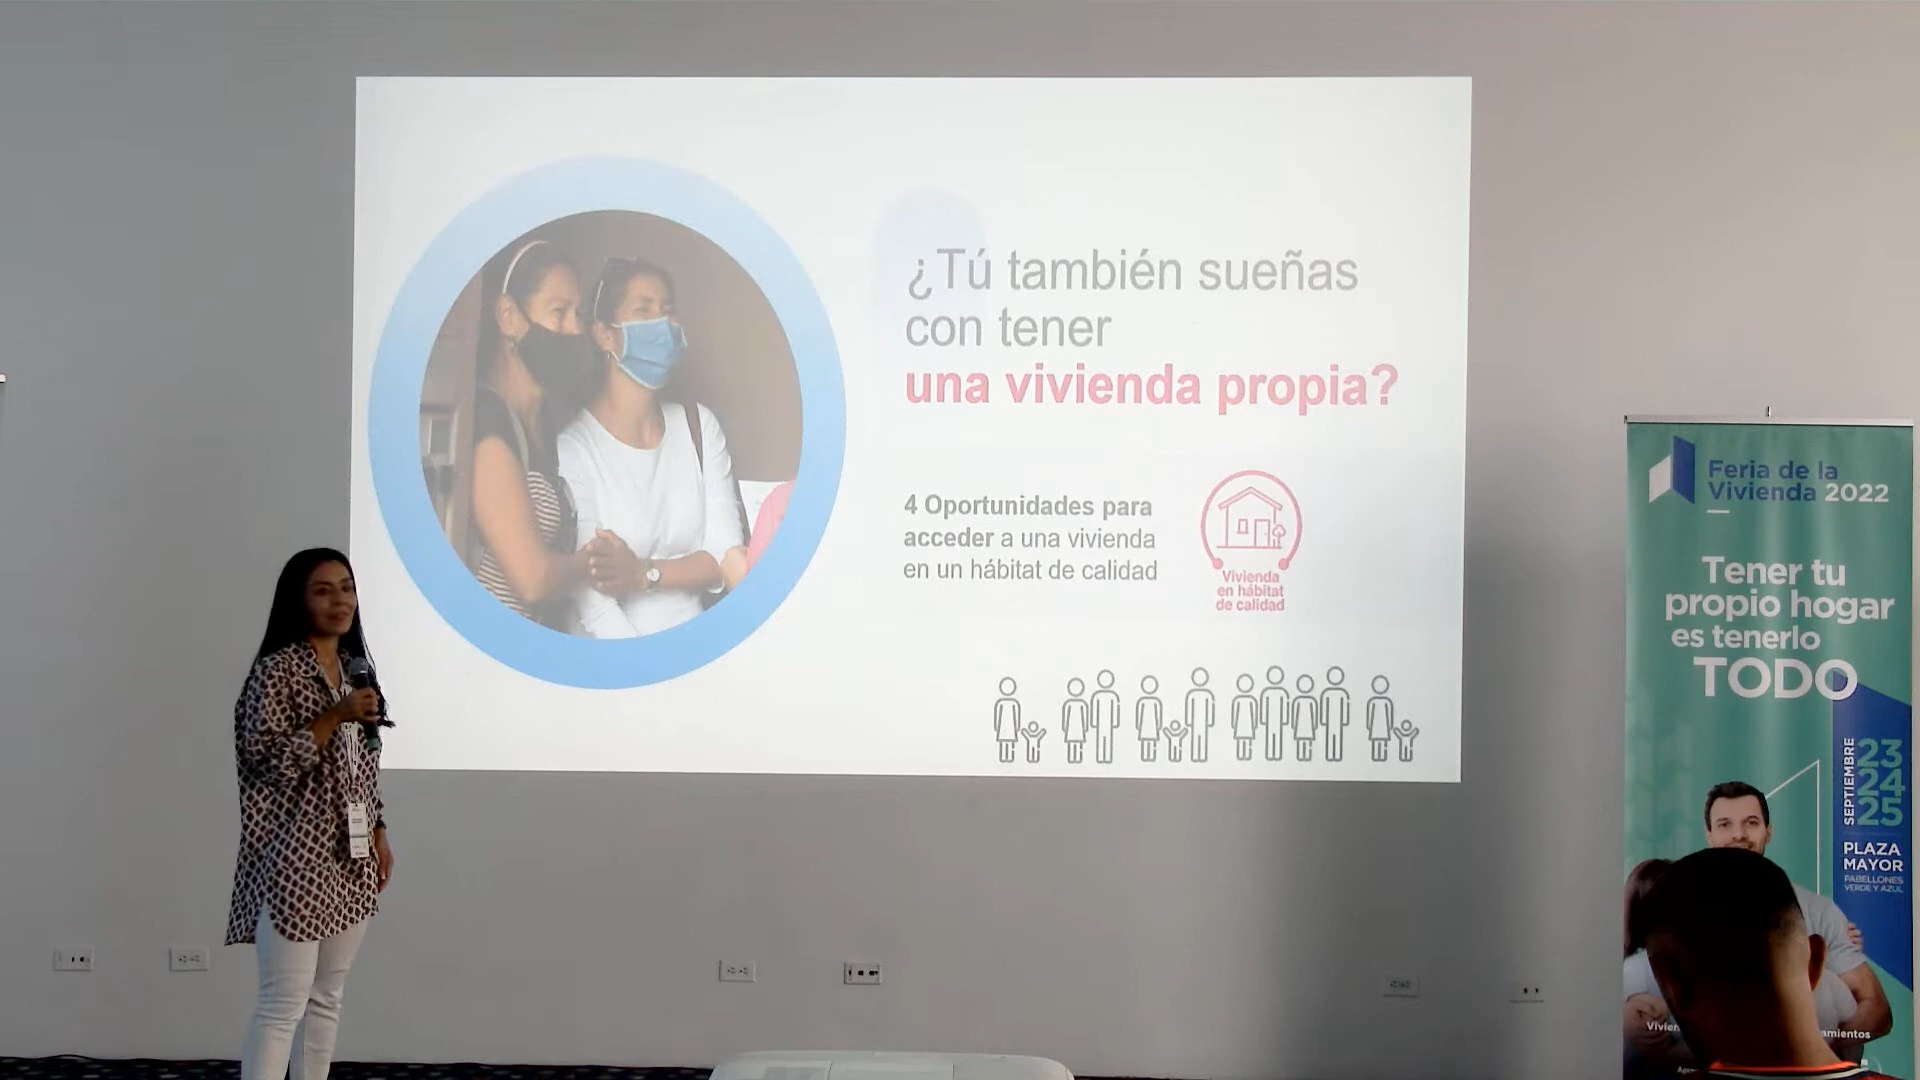 ¿Tú también sueñas
con tener
una vivienda propia?
4 Oportunidades para
acceder a una vivienda
en un hábitat de calidad
Vivienda
en hábitat
de calidad
Feria de la
Vivienda 2022
Tener tu
propio hogar
es tenerlo
TODO
SEPTIEMBRE
23
24
25
PLAZA
MAYOR
PABELLONES
VERDE Y AZUL